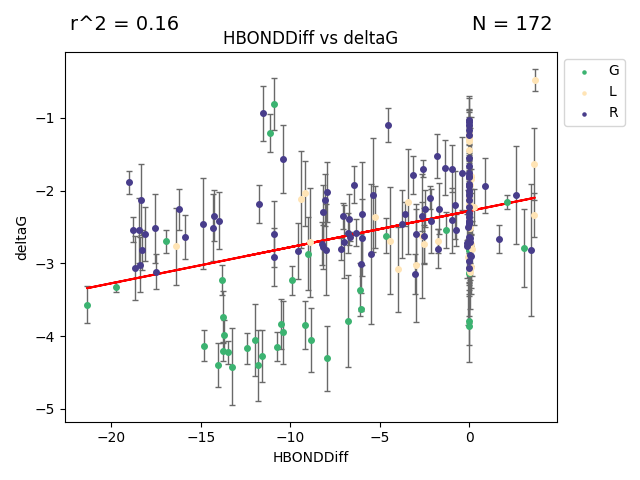 r^2 = 0.16
N = 172
HBONDDiff vs deltaG
G
L
R
−1
−2
−3
−4
−5
deltaG
−20
−15
−10
−5
0
HBONDDiff